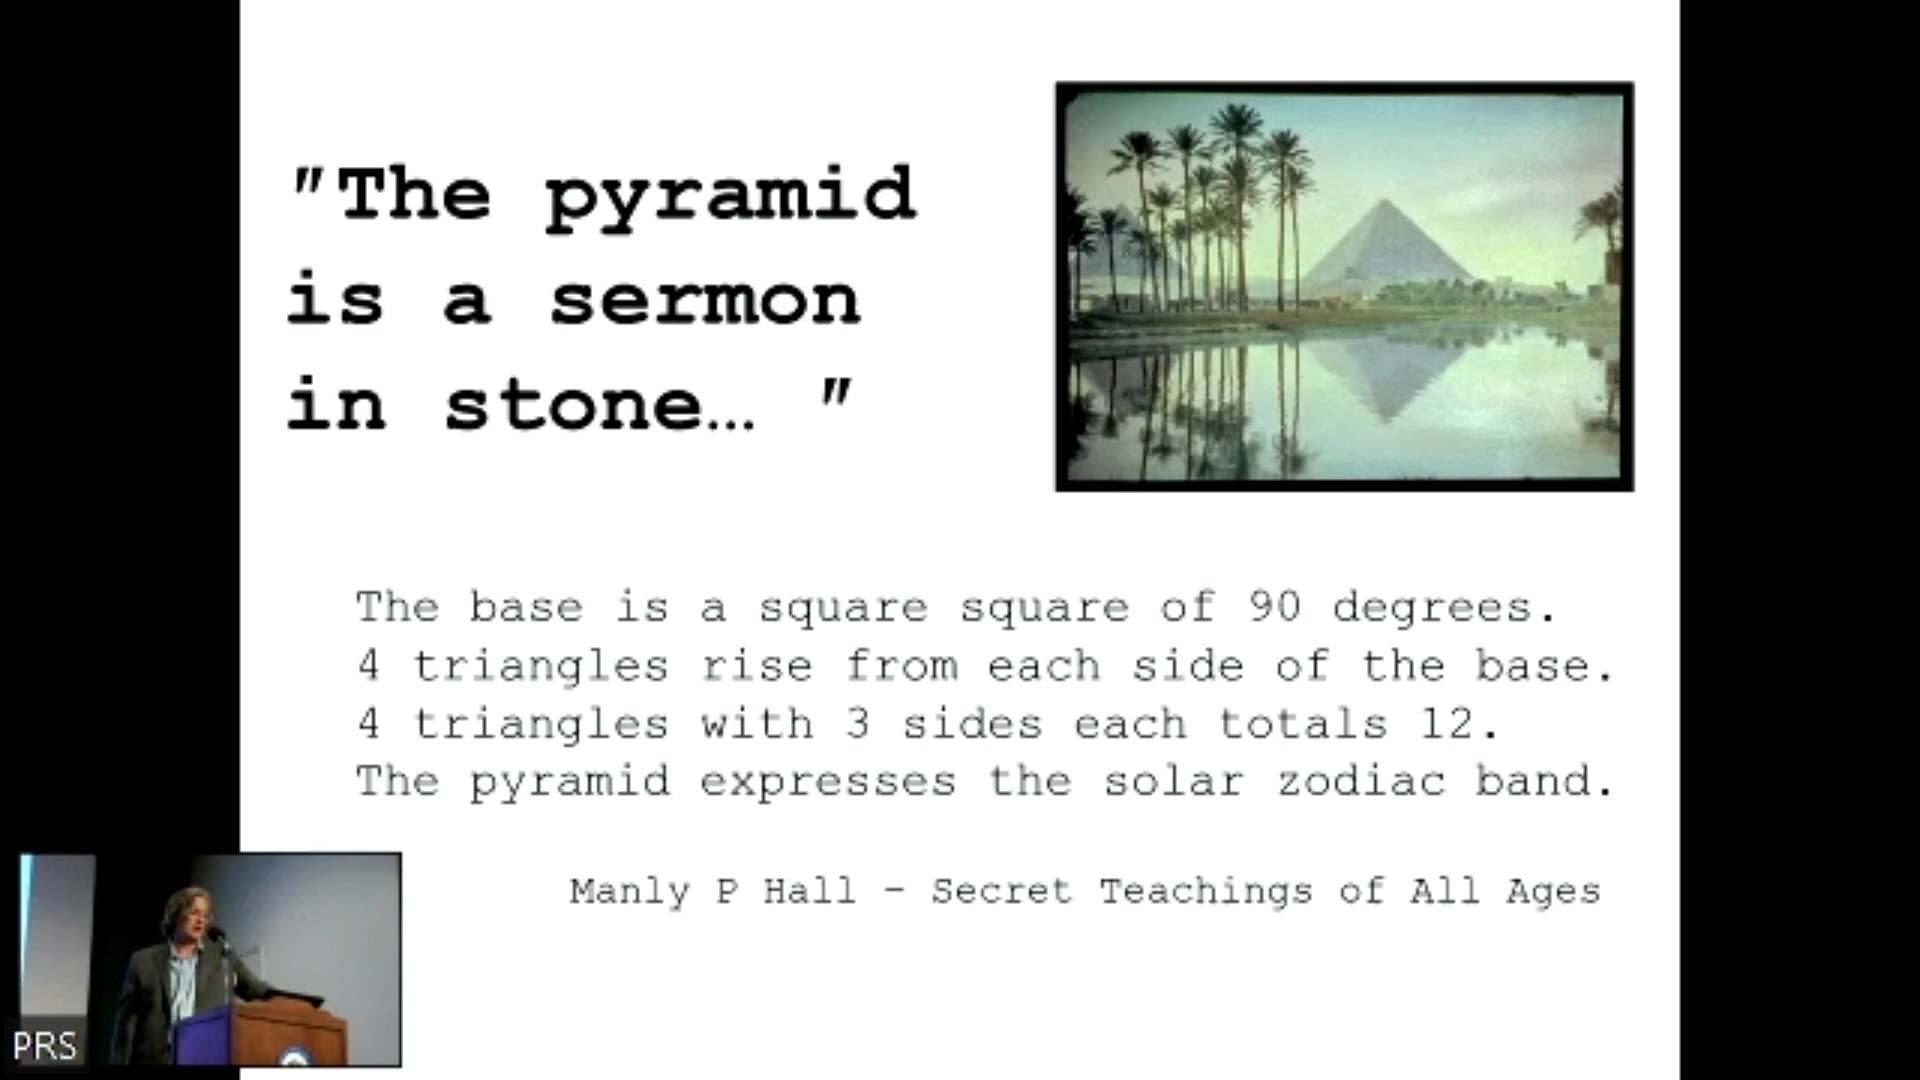 "The pyramid
is a sermon
in stone… "
The base is a square square of 90 degrees.
4 triangles rise from each side of the base.
4 triangles with 3 sides each totals 12.
The pyramid expresses the solar zodiac band.
Manly P Hall – Secret Teachings of All Ages
PRS